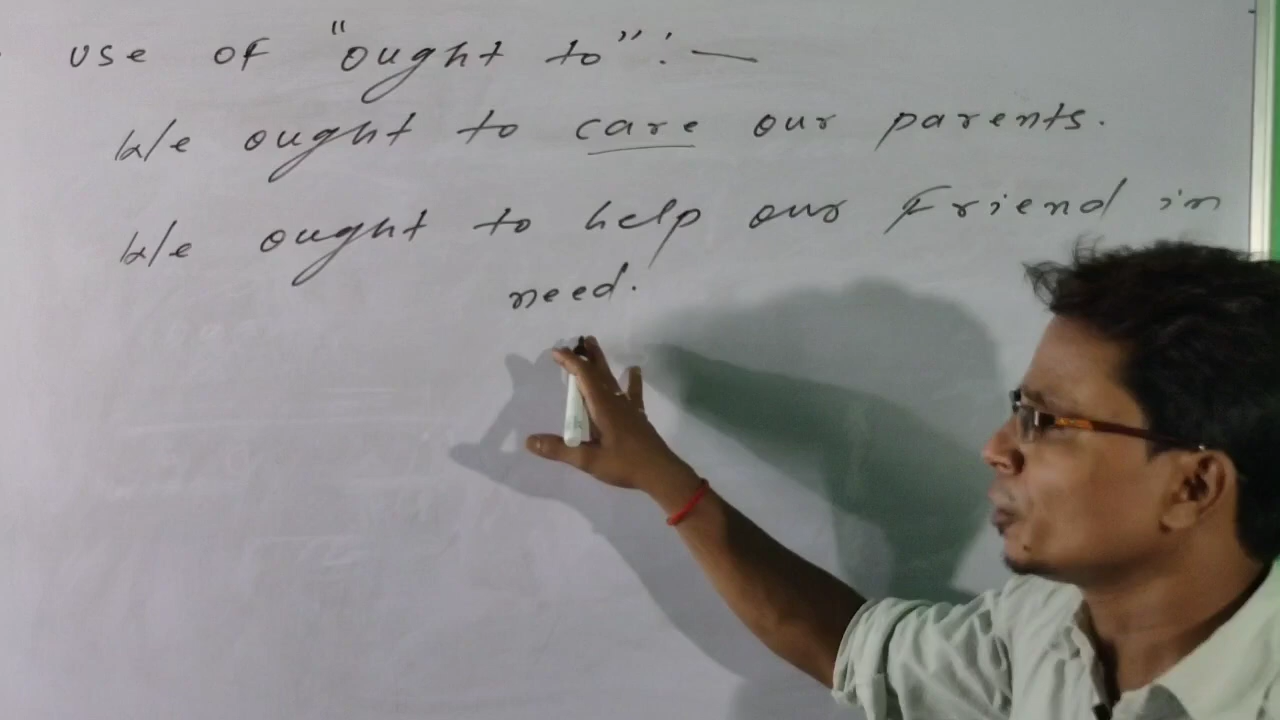 use of "ought to" :—
We ought to care our parents.
We ought to help our friend in
need.